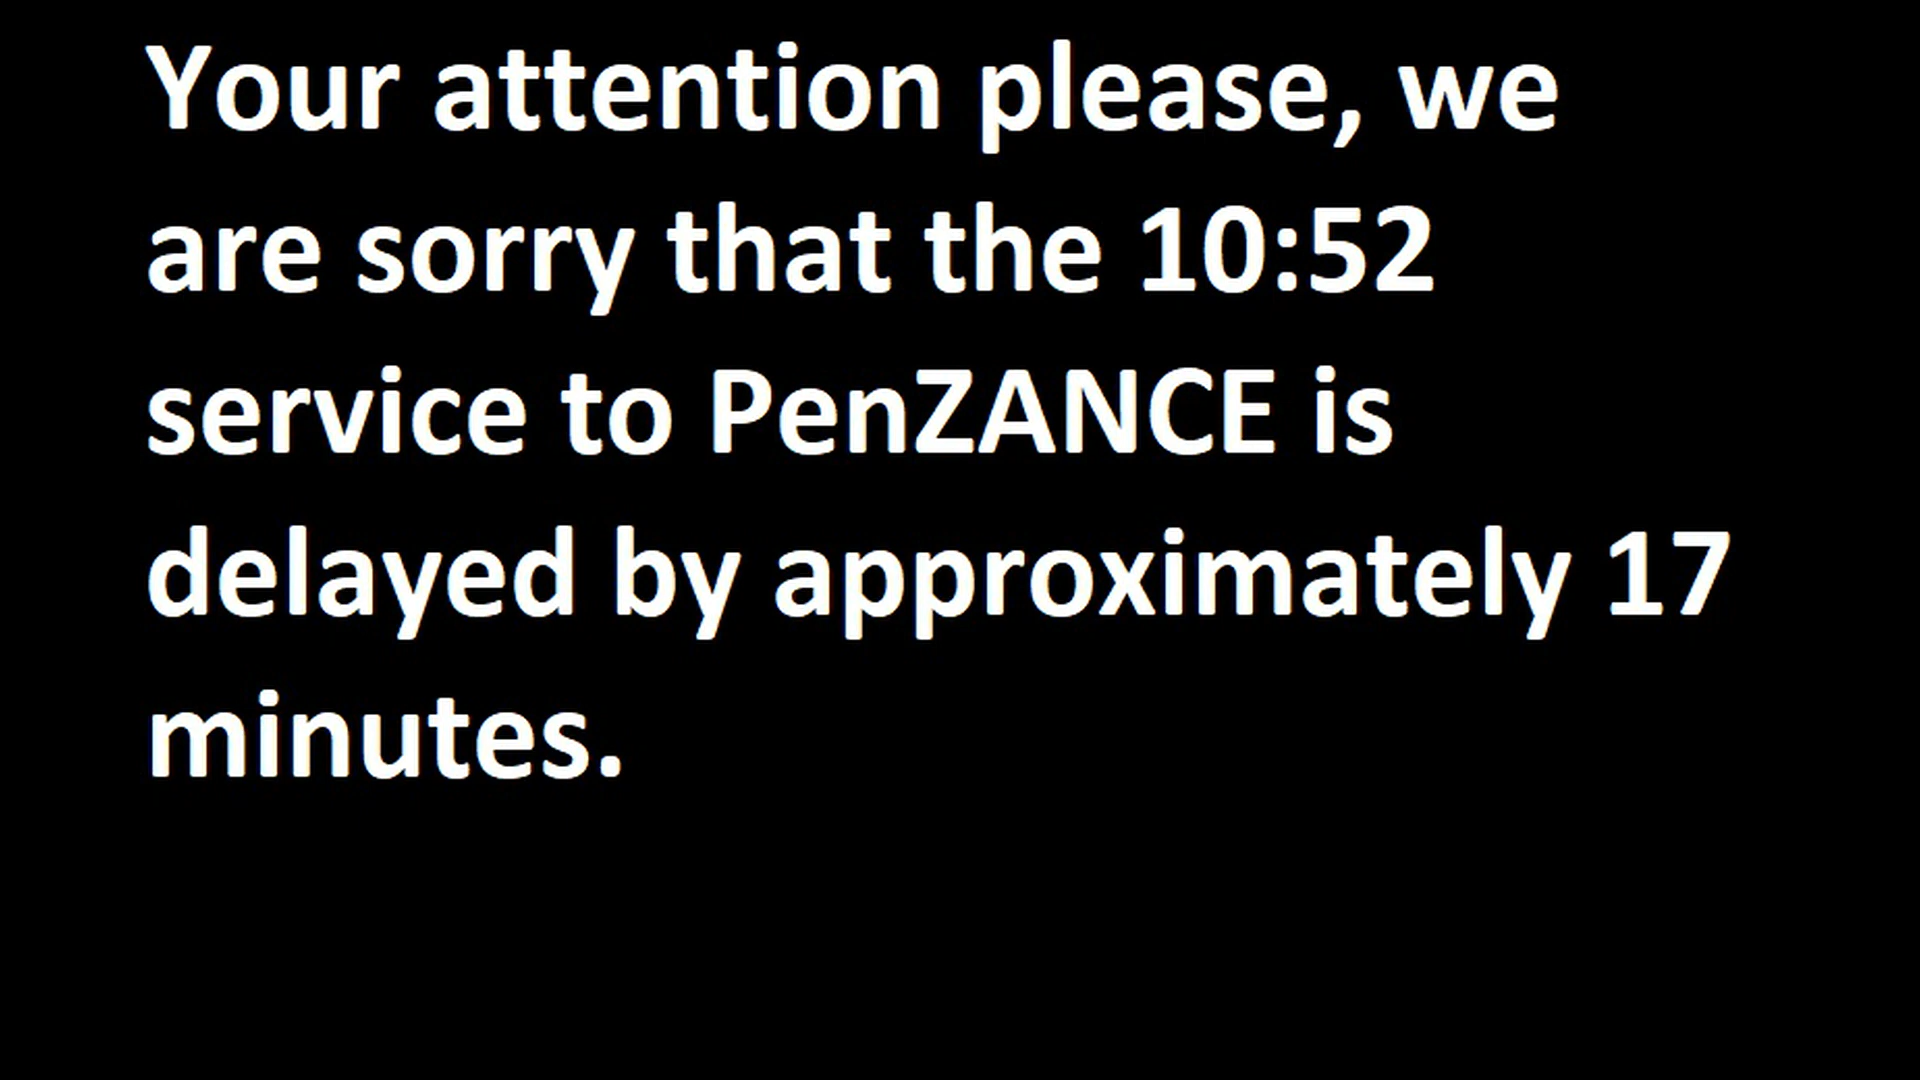 Your attention please, we
are sorry that the 10:52
service to PenZANCE is
delayed by approximately 17
minutes.